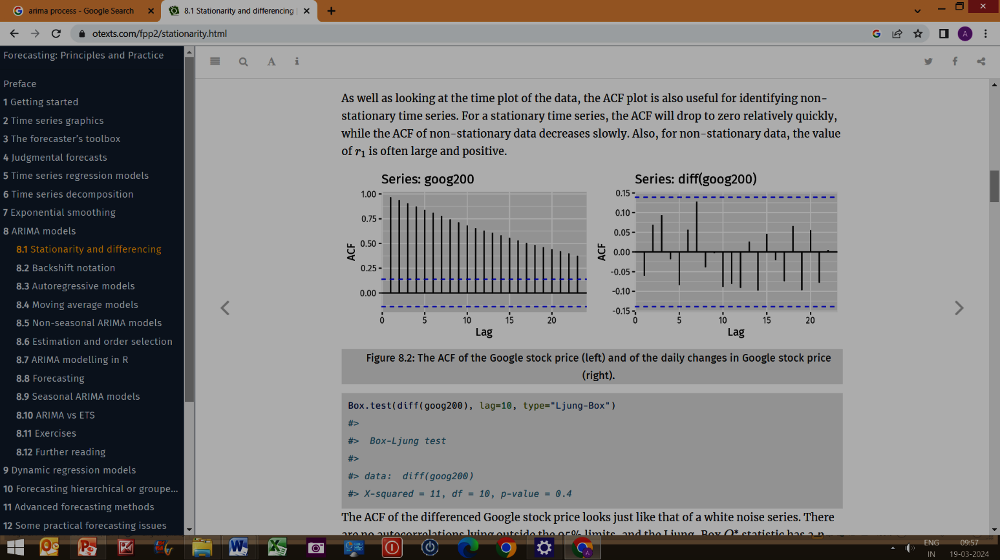 arima process - Google Search
8.1 Stationarity and differencing
otexts.com/fpp2/stationarity.html
A
Forecasting: Principles and Practice
Preface
1 Getting started
2 Time series graphics
3 The forecaster's toolbox
4 Judgmental forecasts
5 Time series regression models
6 Time series decomposition
7 Exponential smoothing
8 ARIMA models
8.1 Stationarity and differencing
8.2 Backshift notation
8.3 Autoregressive models
8.4 Moving average models
8.5 Non-seasonal ARIMA models
8.6 Estimation and order selection
8.7 ARIMA modelling in R
8.8 Forecasting
8.9 Seasonal ARIMA models
8.10 ARIMA vs ETS
8.11 Exercises
8.12 Further reading
9 Dynamic regression models
10 Forecasting hierarchical or groupe...
11 Advanced forecasting methods
12 Some practical forecasting issues
A
As well as looking at the time plot of the data, the ACF plot is also useful for identifying non-
stationary time series. For a stationary time series, the ACF will drop to zero relatively quickly,
while the ACF of non-stationary data decreases slowly. Also, for non-stationary data, the value
of r₁ is often large and positive.
Series: goog200
1.00
0.75
0.50
0.25
0.00
ACF
0 5 10 15 20
Lag
Series: diff(goog200)
0.15
0.10
0.05
0.00
-0.05
-0.10
-0.15
ACF
0 5 10 15 20
Lag
Figure 8.2: The ACF of the Google stock price (left) and of the daily changes in Google stock price
(right).
Box.test(diff(goog200), lag=10, type="Ljung-Box")
#>
#> Box-Ljung test
#>
#> data: diff(goog200)
#> X-squared = 11, df = 10, p-value = 0.4
The ACF of the differenced Google stock price looks just like that of a white noise series. There
are no autocorrelations lying outside the 95% limits, and the Ljung-Box Q* statistic has a p-
ENG
IN
09:57
19-03-2024